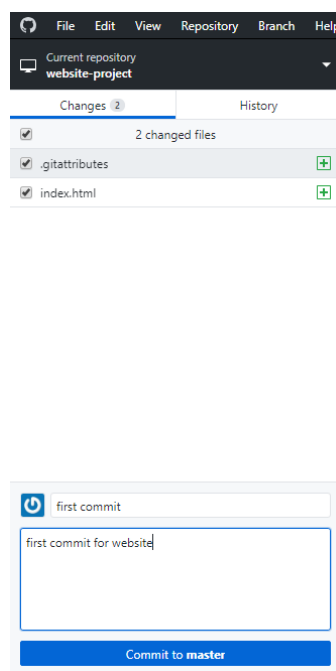 File Edit View Repository Branch Help
Current repository
website-project
Changes 2 History
2 changed files
.gitattributes
index.html
first commit
first commit for website
Commit to master